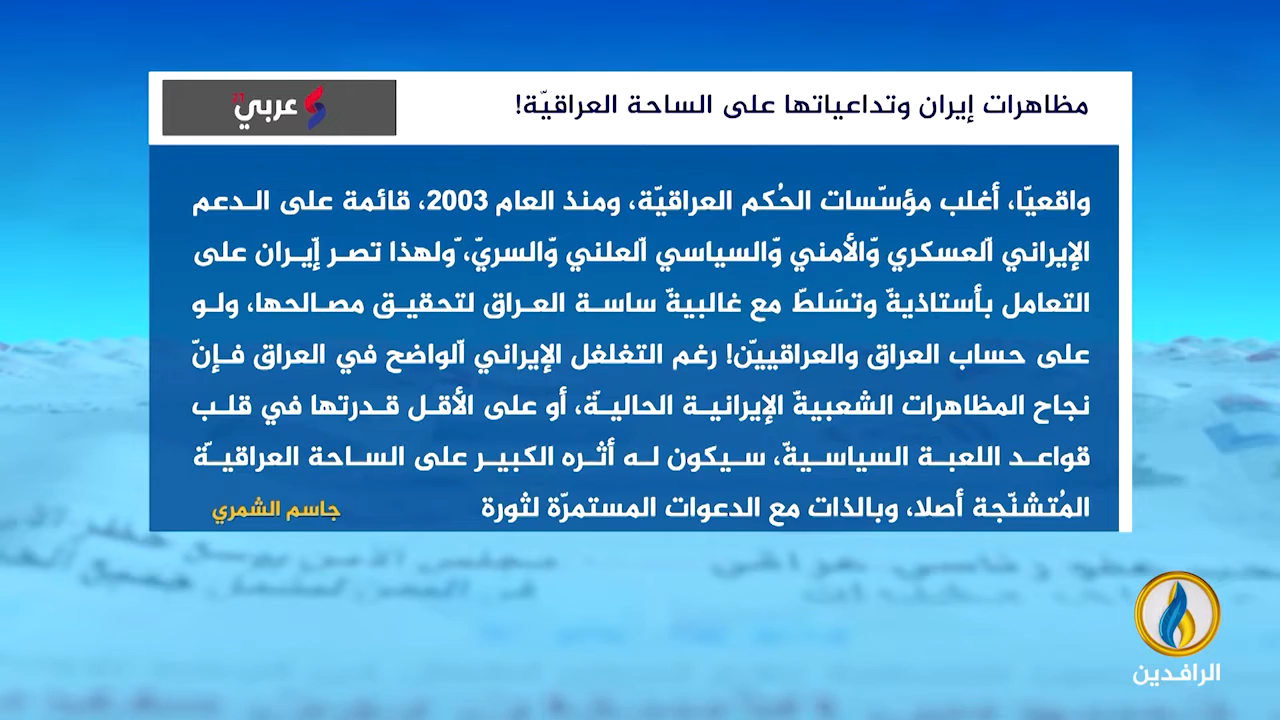 مظاهرات إيران وتداعياتها على الساحة العراقيّة!
عربي21
واقعيّا، أغلب مؤسّسات الحُكم العراقيّة، ومنذ العام 2003، قائمة على الدعم
الإيراني العسكري والأمني والسياسي العلني والسريّ، ولهذا تصر إيران على
التعامل بأستاذيةّ وتسَلطّ مع غالبيةّ ساسة العراق لتحقيق مصالحها، ولو
على حساب العراق والعراقييّن! رغم التغلغل الإيراني الواضح في العراق فإنّ
نجاح المظاهرات الشعبيةّ الإيرانية الحاليةّ، أو على الأقل قدرتها في قلب
قواعد اللعبة السياسيةّ، سيكون له أثره الكبير على الساحة العراقيةّ
المُتشنّجة أصلا، وبالذات مع الدعوات المستمرّة لثورة
جاسم الشمري
الرافدين